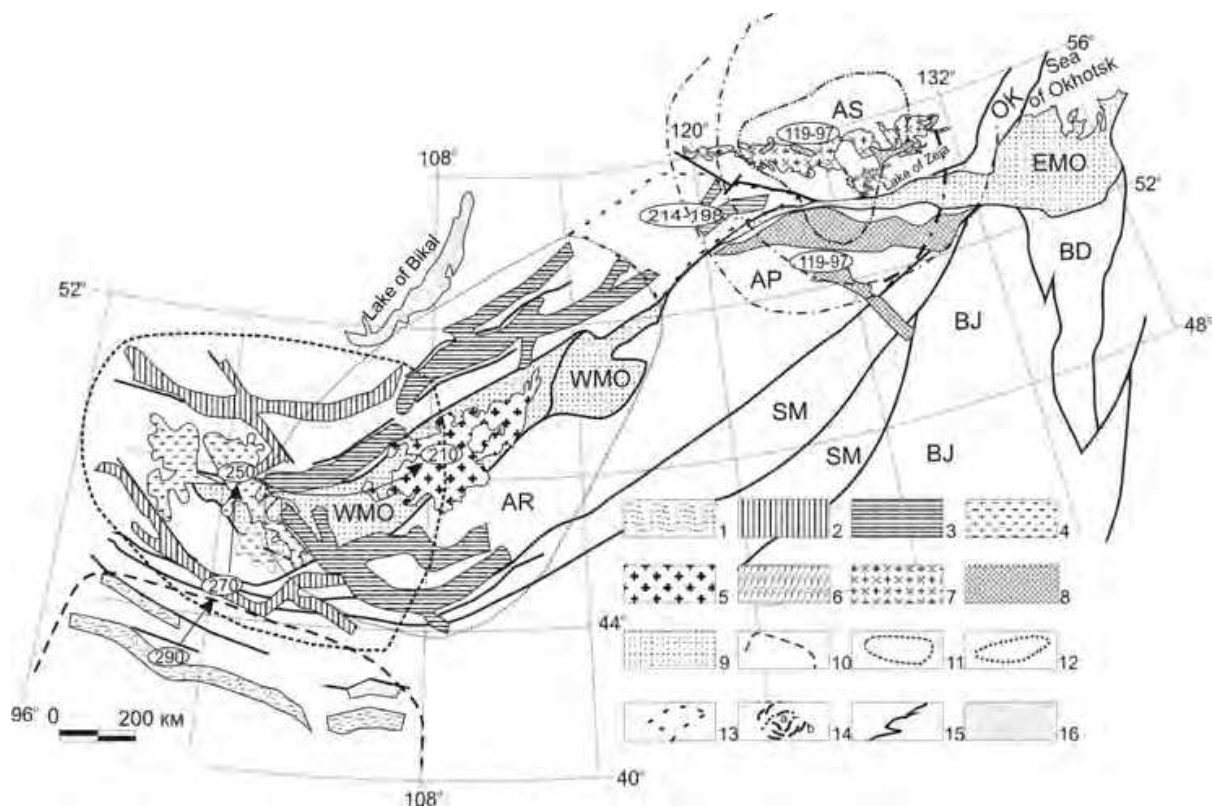 56°
Sea
of Okhotsk
132°
OK
AS
120°
119-97
108°
Lake of Zeja
EMO
52°
214-198
Lake of Bikal
BD
119-97
AP
52°
BJ
48°
WMO
SM
250
210
SM
BJ
WMO
AR
1
2
3
4
270
5
6
7
8
44°
290
9
10
11
12
96°
0
200 км
a
b
13
14
15
16
40°
108°